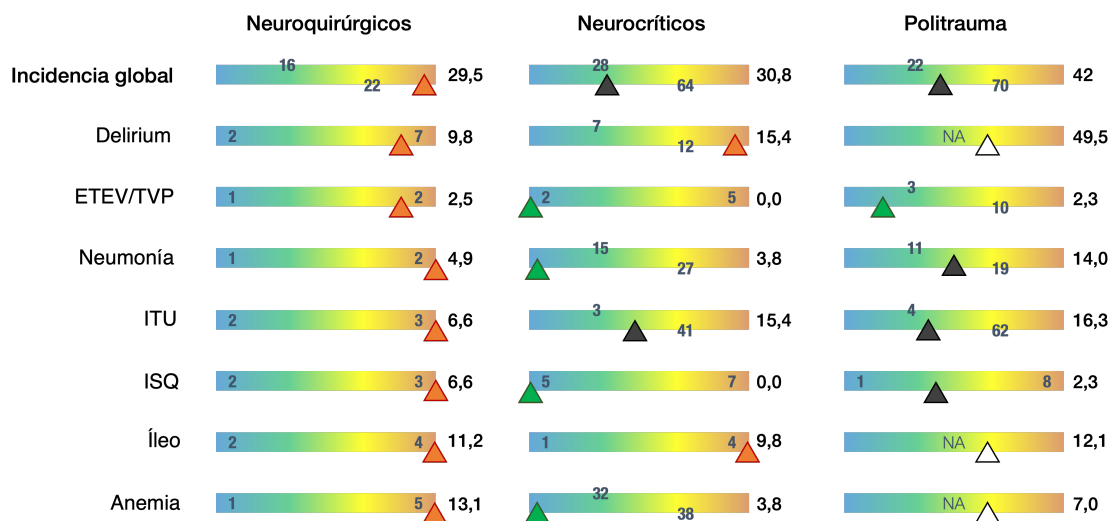 Neuroquirúrgicos Neurocríticos Politrauma
Incidencia global 16 22 29,5 28 64 30,8 22 70 42
Delirium 2 7 9,8 7 12 15,4 NA 49,5
ETEV/TVP 1 2 2,5 2 5 0,0 3 10 2,3
Neumonía 1 2 4,9 15 27 3,8 11 19 14,0
ITU 2 3 6,6 3 41 15,4 4 62 16,3
ISQ 2 3 6,6 5 7 0,0 1 8 2,3
Íleo 2 4 11,2 1 4 9,8 NA 12,1
Anemia 1 5 13,1 32 38 3,8 NA 7,0